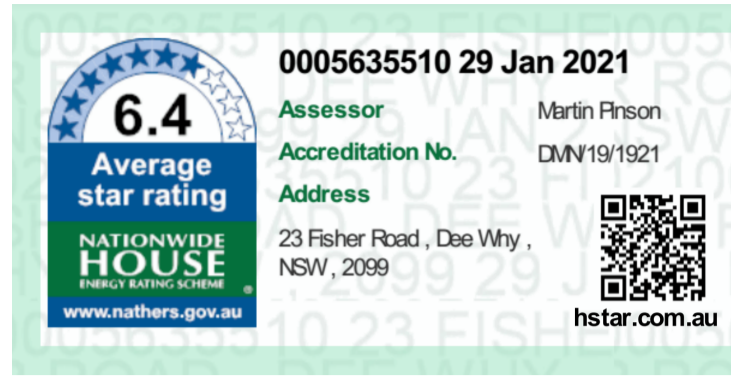 0005635510 29 Jan 2021
6.4
Average
star rating
NATIONWIDE
HOUSE
ENERGY RATING SCHEME
®
www.nathers.gov.au
Assessor Martin Pinson
Accreditation No. DMN/19/1921
Address
23 Fisher Road , Dee Why ,
NSW , 2099
hstar.com.au